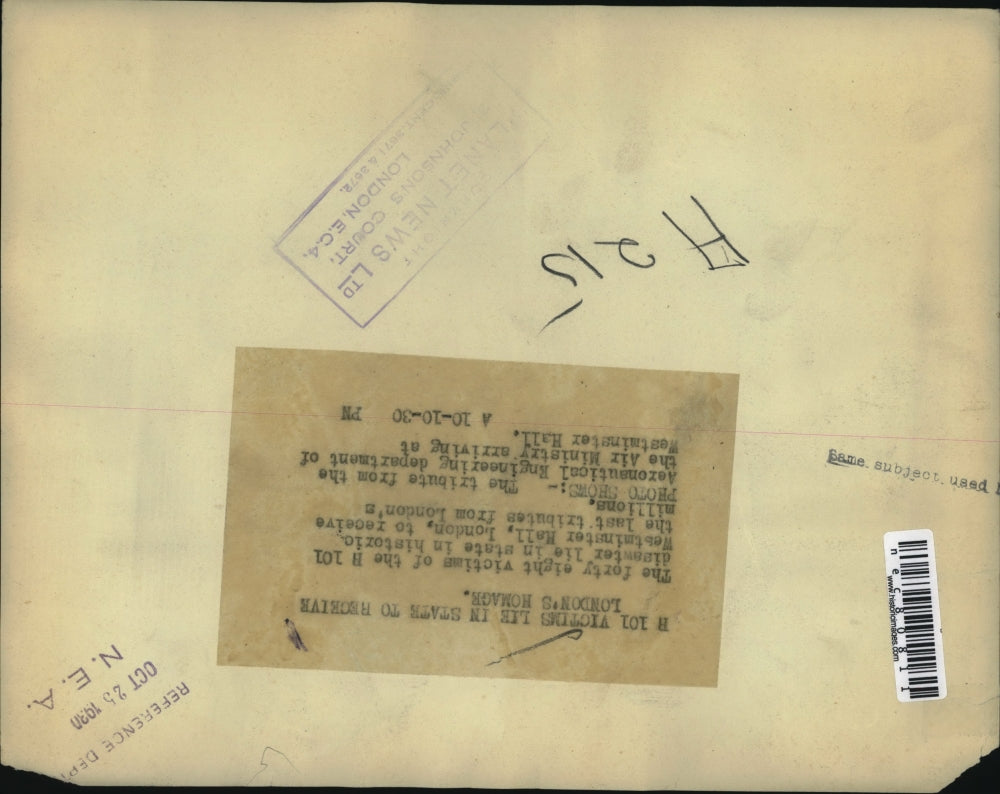 R 101 VICTIMS LIE IN STATE TO RECEIVE
LONDON'S HOMAGE.
The forty eight victims of the R 101
disaster lie in state in historic
Westminster Hall, London, to receive
the last tributes from London's
millions.
PHOTO SHOWS:- The tribute from the
Aeronautical Engineering department of
the Air Ministry arriving at
Westminster Hall.
A 10-10-30 PN
PLANET NEWS LTD
JOHNSONS COURT.
LONDON.E.C.4.
215
REFERENCE DEPT
OCT 25 1930
N. E. A.
Same subject used
nec80811
www.historicimages.com